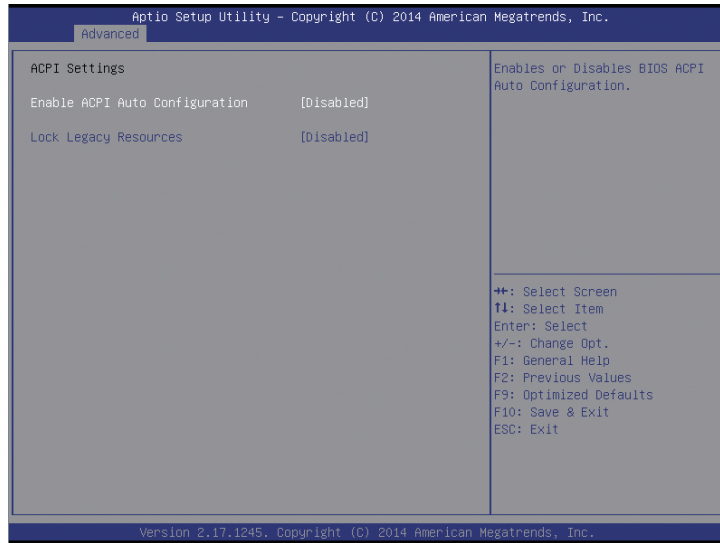 Aptio Setup Utility – Copyright (C) 2014 American Megatrends, Inc.
Advanced
ACPI Settings
Enable ACPI Auto Configuration [Disabled]
Lock Legacy Resources [Disabled]
Enables or Disables BIOS ACPI
Auto Configuration.
→←: Select Screen
↑↓: Select Item
Enter: Select
+/-: Change Opt.
F1: General Help
F2: Previous Values
F9: Optimized Defaults
F10: Save & Exit
ESC: Exit
Version 2.17.1245. Copyright (C) 2014 American Megatrends, Inc.